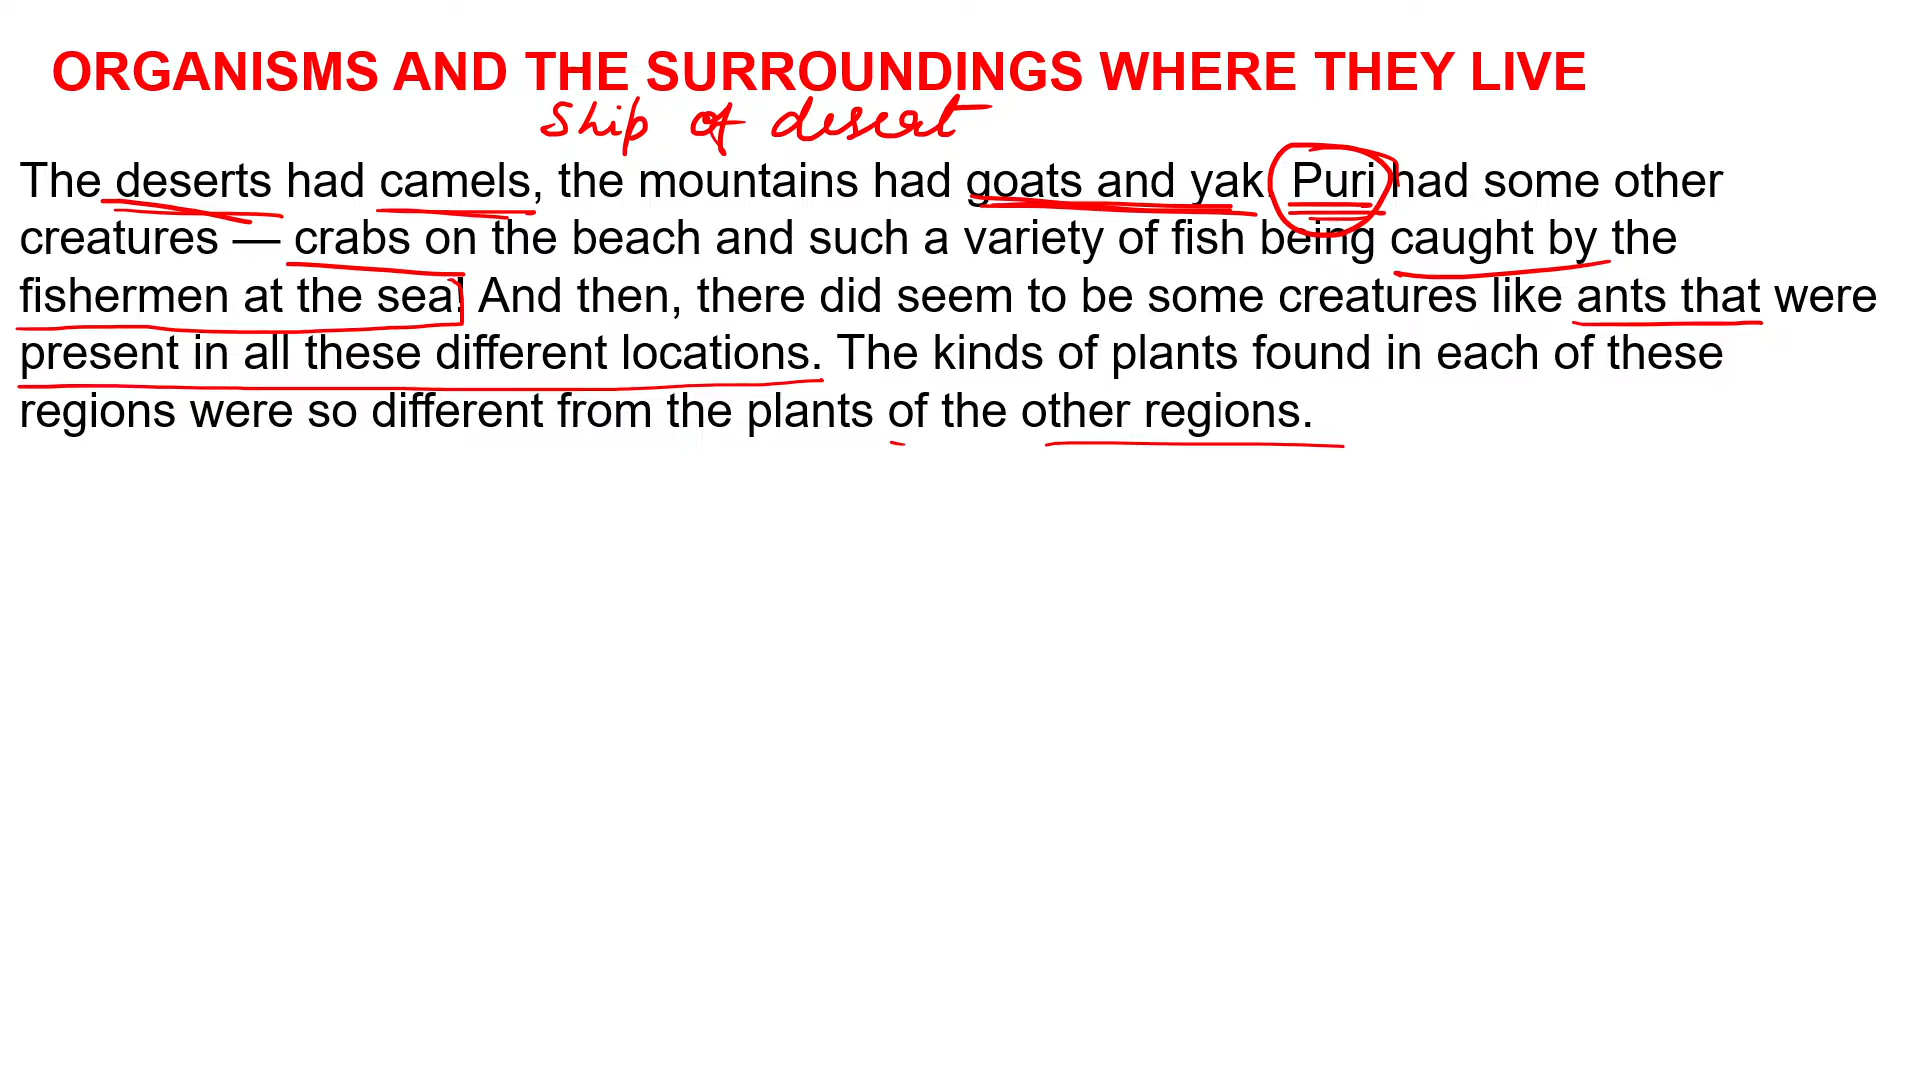 ORGANISMS AND THE SURROUNDINGS WHERE THEY LIVE
Ship of desert
The deserts had camels, the mountains had goats and yak. Puri had some other
creatures — crabs on the beach and such a variety of fish being caught by the
fishermen at the sea! And then, there did seem to be some creatures like ants that were
present in all these different locations. The kinds of plants found in each of these
regions were so different from the plants of the other regions.